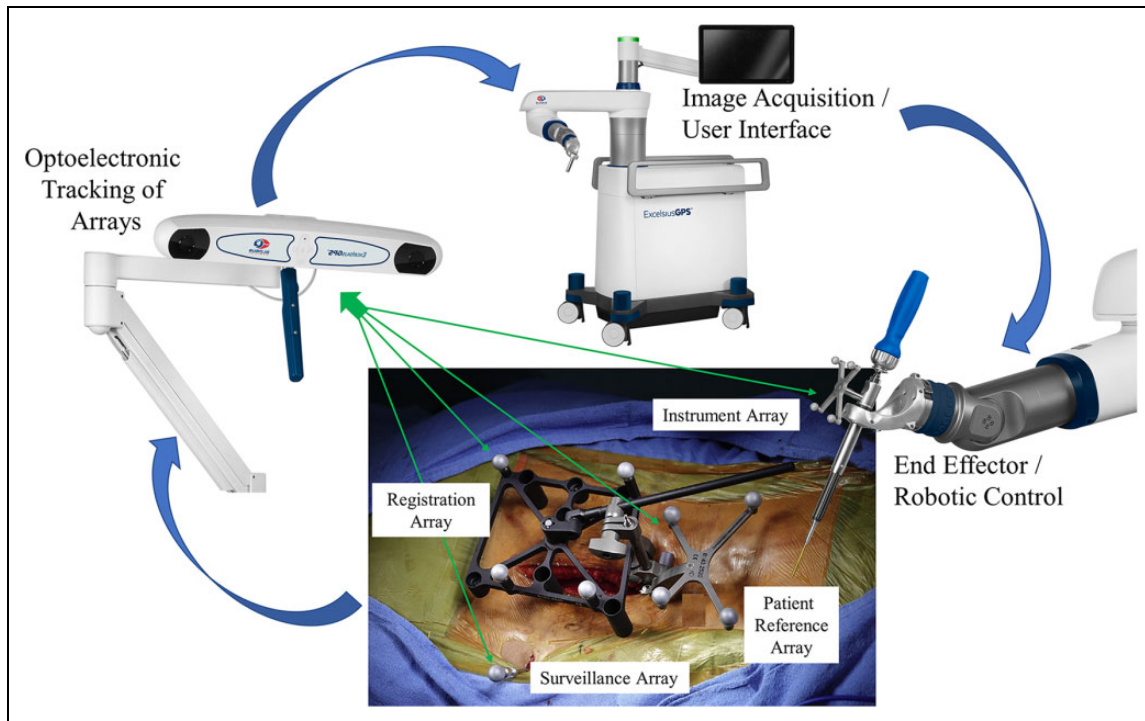 Optoelectronic
Tracking of
Arrays
Image Acquisition /
User Interface
ExcelsiusGPS
Instrument Array
End Effector /
Robotic Control
Registration
Array
Patient
Reference
Array
Surveillance Array